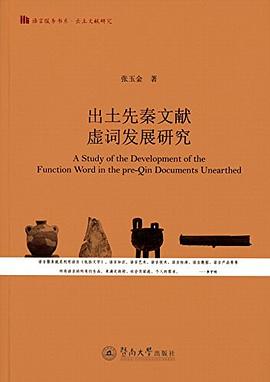 语言服务书系·出土文献研究
张玉金 著
出土先秦文献
虚词发展研究
A Study of the Development of the
Function Word in the pre-Qin Documents Unearthed
暨南大学出版社